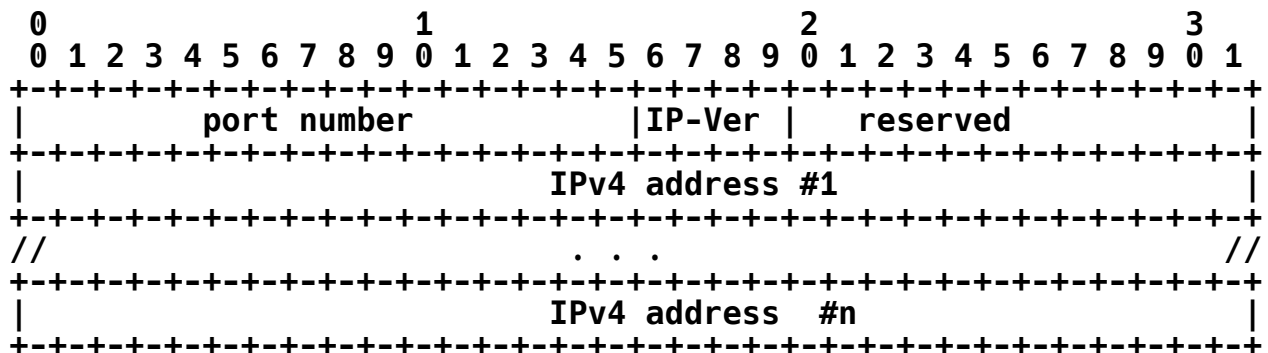 0                   1                   2                   3
 0 1 2 3 4 5 6 7 8 9 0 1 2 3 4 5 6 7 8 9 0 1 2 3 4 5 6 7 8 9 0 1
+-+-+-+-+-+-+-+-+-+-+-+-+-+-+-+-+-+-+-+-+-+-+-+-+-+-+-+-+-+-+-+-+
|         port number           |IP-Ver |   reserved            |
+-+-+-+-+-+-+-+-+-+-+-+-+-+-+-+-+-+-+-+-+-+-+-+-+-+-+-+-+-+-+-+-+
|                           IPv4 address #1                     |
+-+-+-+-+-+-+-+-+-+-+-+-+-+-+-+-+-+-+-+-+-+-+-+-+-+-+-+-+-+-+-+-+
//                           . . .                             //
+-+-+-+-+-+-+-+-+-+-+-+-+-+-+-+-+-+-+-+-+-+-+-+-+-+-+-+-+-+-+-+-+
|                           IPv4 address  #n                    |
+-+-+-+-+-+-+-+-+-+-+-+-+-+-+-+-+-+-+-+-+-+-+-+-+-+-+-+-+-+-+-+-+